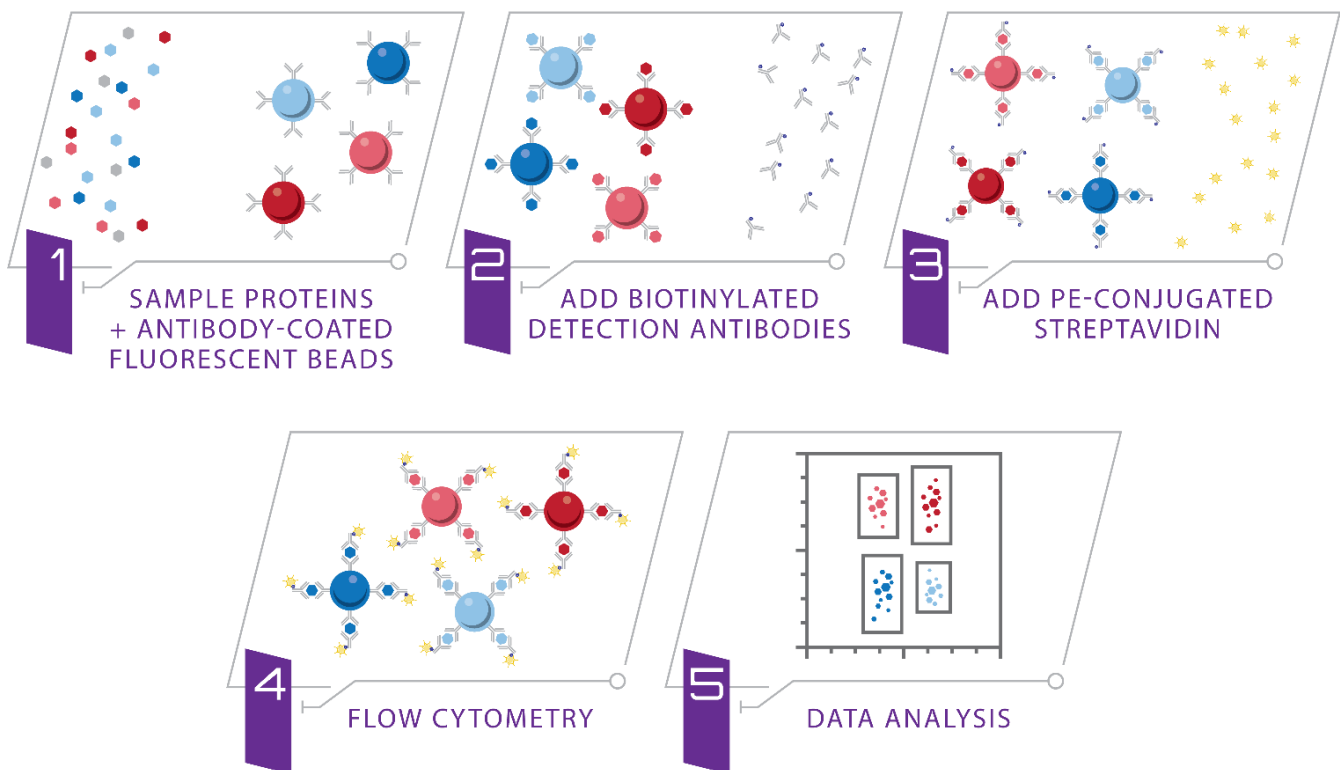 1
SAMPLE PROTEINS
+ ANTIBODY-COATED
FLUORESCENT BEADS
2
ADD BIOTINYLATED
DETECTION ANTIBODIES
3
ADD PE-CONJUGATED
STREPTAVIDIN
4
FLOW CYTOMETRY
5
DATA ANALYSIS